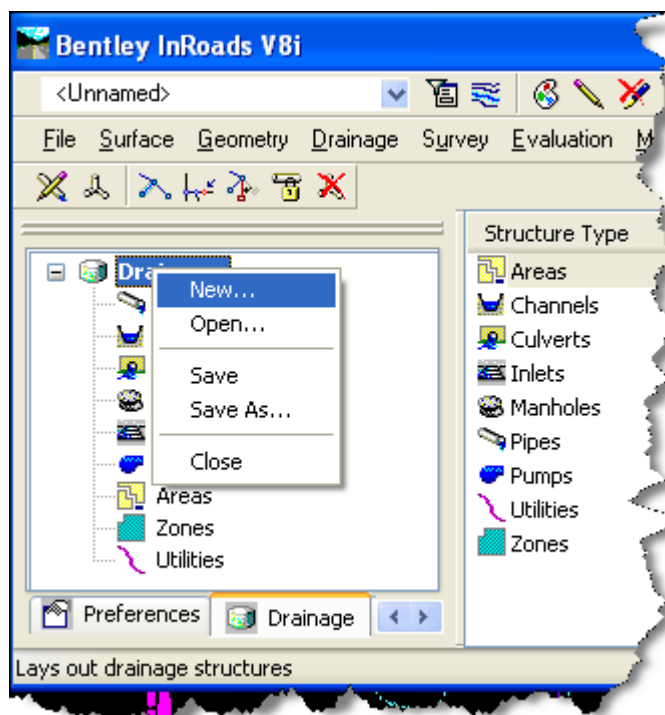 Bentley InRoads V8i
<Unnamed>
File Surface Geometry Drainage Survey Evaluation
Structure Type
New...
Open...
Save
Save As...
Close
Areas
Zones
Utilities
Areas
Channels
Culverts
Inlets
Manholes
Pipes
Pumps
Utilities
Zones
Preferences Drainage
Lays out drainage structures